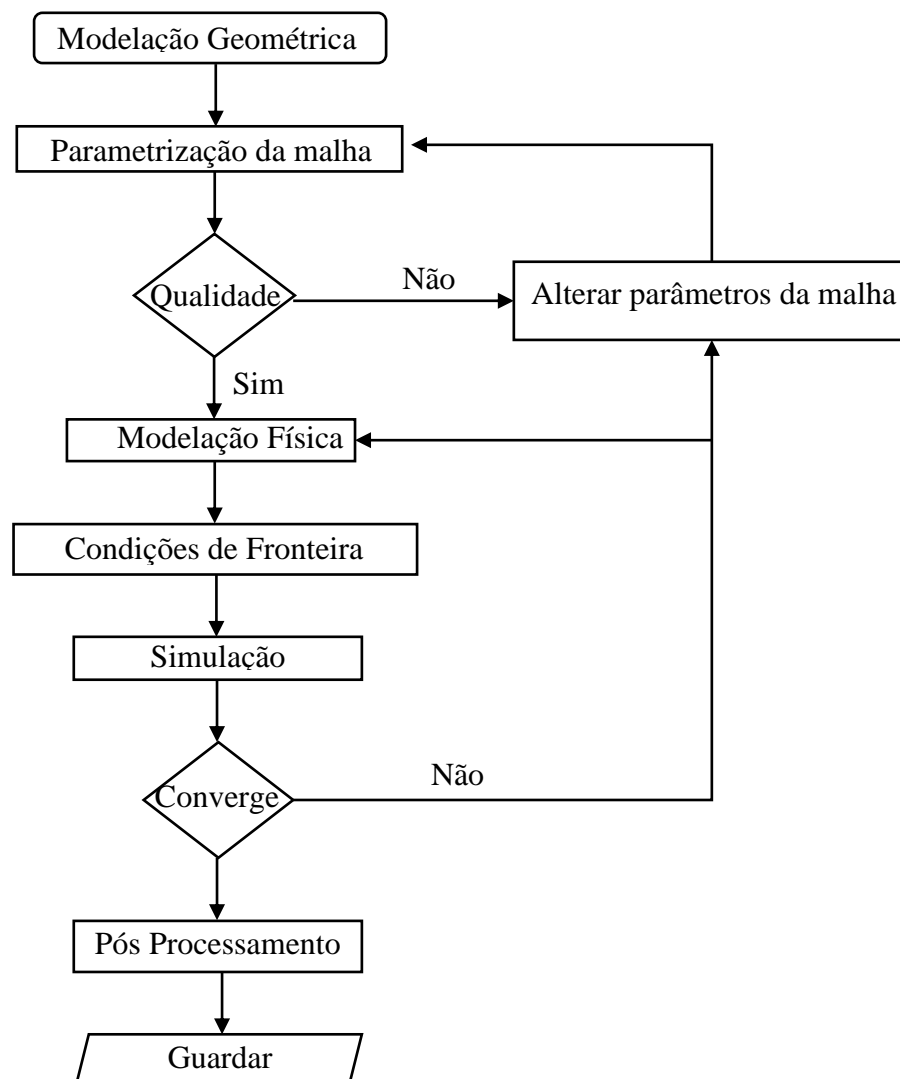 Modelação Geométrica
Parametrização da malha
Qualidade
Não
Alterar parâmetros da malha
Sim
Modelação Física
Condições de Fronteira
Simulação
Converge
Não
Pós Processamento
Guardar